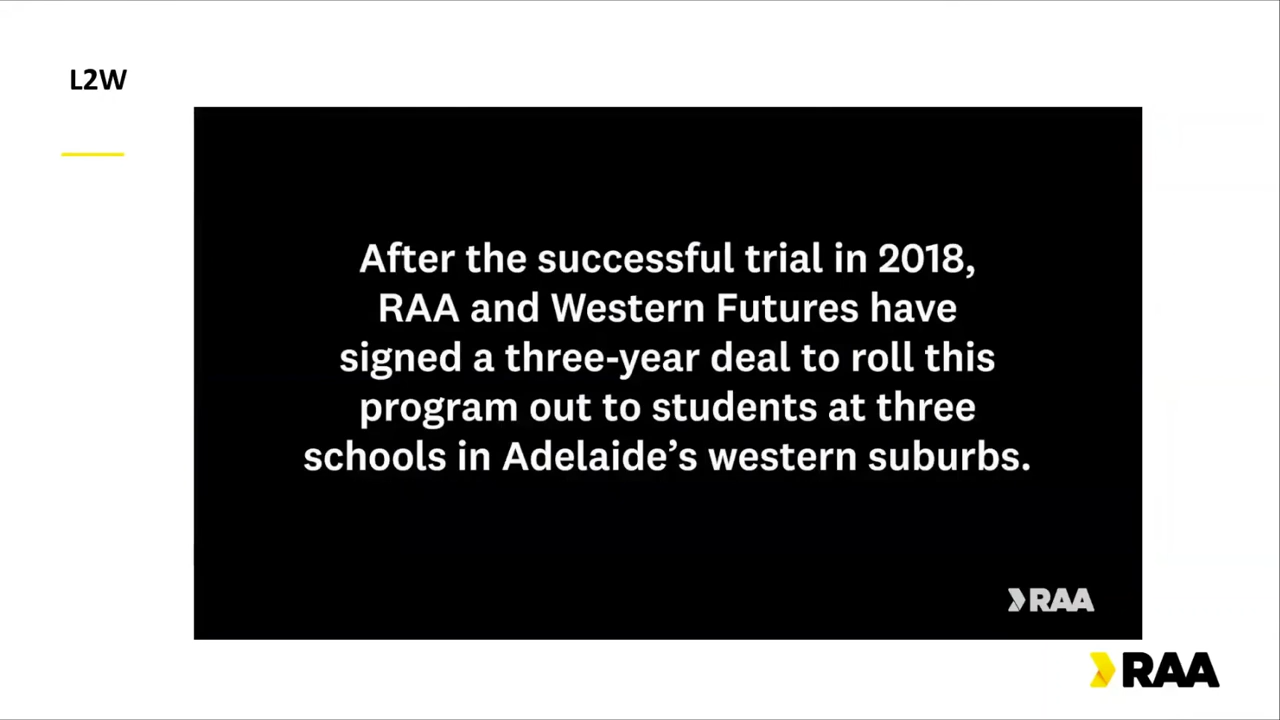 L2W
After the successful trial in 2018,
RAA and Western Futures have
signed a three-year deal to roll this
program out to students at three
schools in Adelaide’s western suburbs.
RAA
RAA